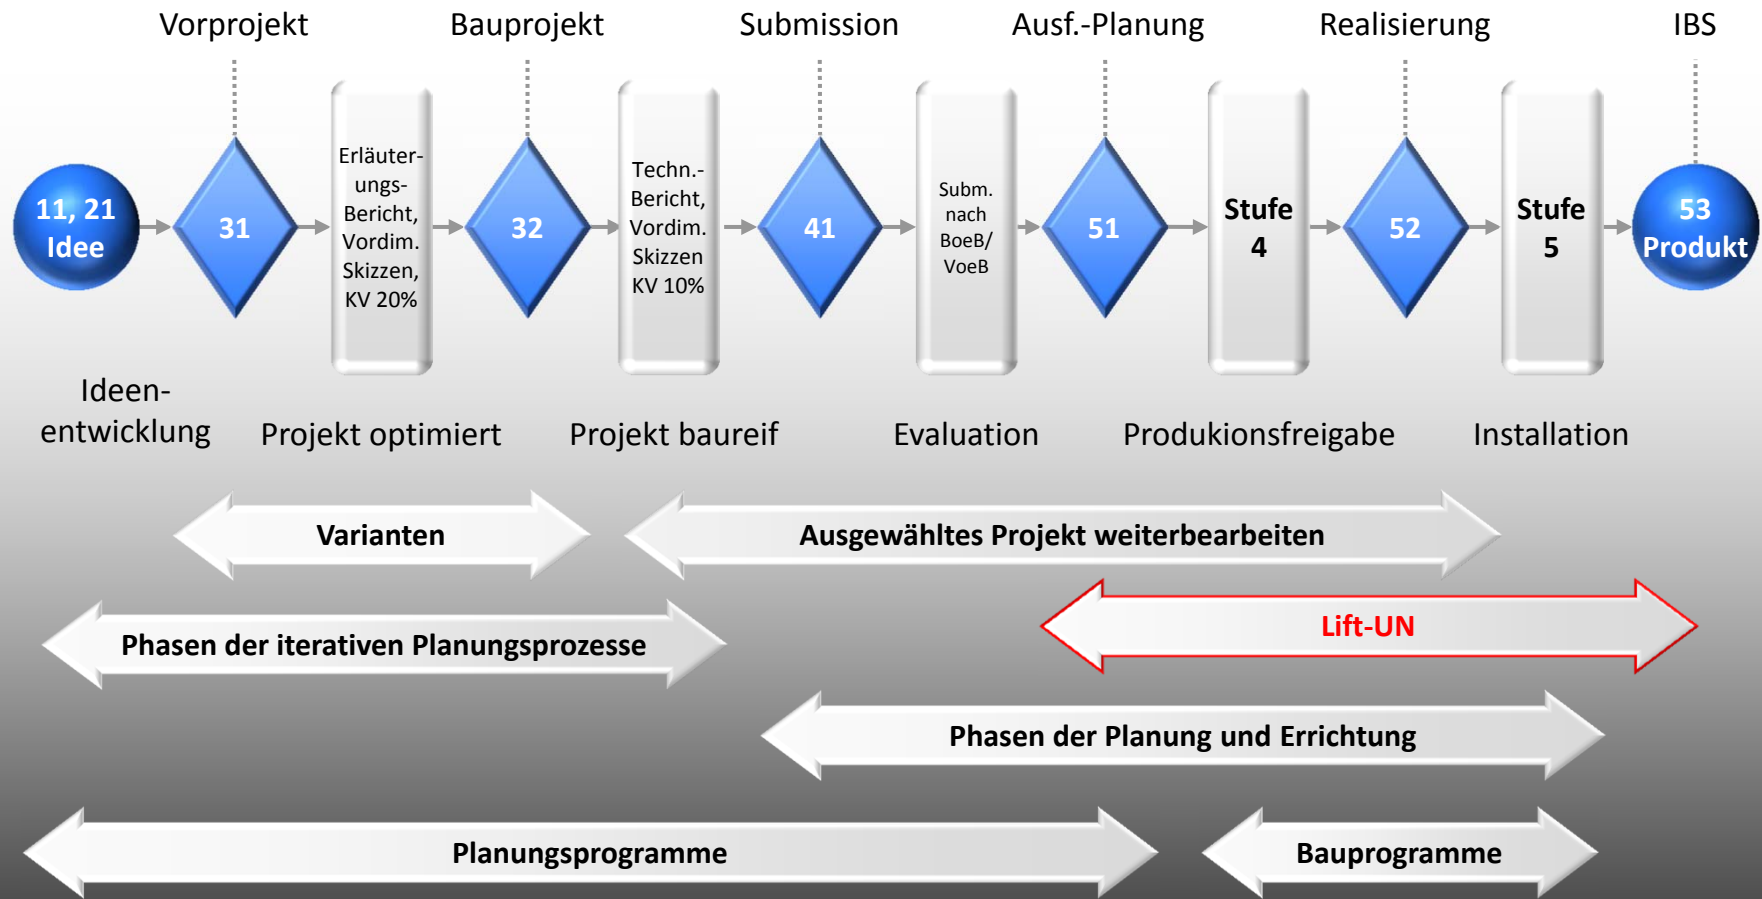 Vorprojekt
Bauprojekt
Submission
Ausf.-Planung
Realisierung
IBS
11, 21
Idee
31
Erläuter-
ungs-
Bericht,
Vordim.
Skizzen,
KV 20%
32
Techn.-
Bericht,
Vordim.
Skizzen
KV 10%
41
Subm.
nach
BoeB/
VoeB
51
Stufe
4
52
Stufe
5
53
Produkt
Ideen-
entwicklung
Projekt optimiert
Projekt baureif
Evaluation
Produkionsfreigabe
Installation
Varianten
Ausgewähltes Projekt weiterbearbeiten
Lift-UN
Phasen der iterativen Planungsprozesse
Phasen der Planung und Errichtung
Planungsprogramme
Bauprogramme